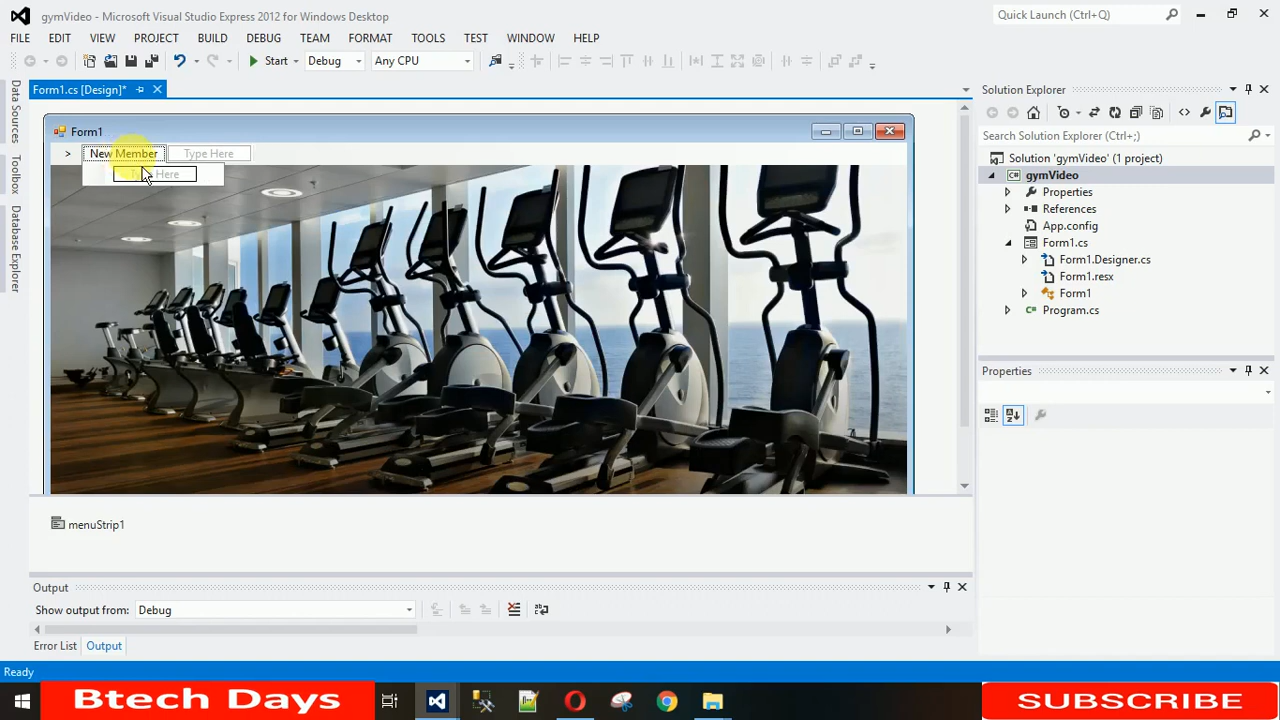 gymVideo - Microsoft Visual Studio Express 2012 for Windows Desktop
Quick Launch (Ctrl+Q)
FILE EDIT VIEW PROJECT BUILD DEBUG TEAM FORMAT TOOLS TEST WINDOW HELP
Start Debug Any CPU
Data Sources
Toolbox
Database Explorer
Form1.cs [Design]*
Form1
> New Member Type Here
Type Here
menuStrip1
Output
Show output from: Debug
Error List Output
Solution Explorer
Search Solution Explorer (Ctrl+;)
Solution 'gymVideo' (1 project)
C# gymVideo
Properties
References
App.config
Form1.cs
Form1.Designer.cs
Form1.resx
Form1
C# Program.cs
Properties
Ready
Btech Days
SUBSCRIBE